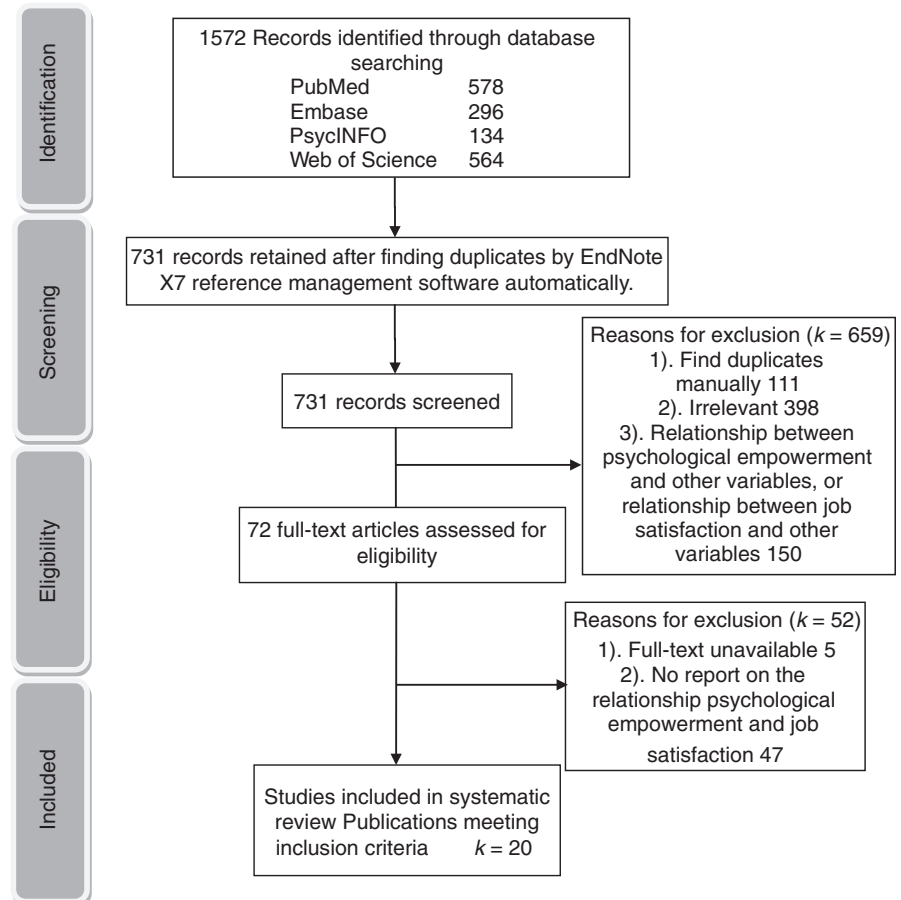 Identification
1572 Records identified through database
searching
PubMed 578
Embase 296
PsycINFO 134
Web of Science 564
Screening
731 records retained after finding duplicates by EndNote
X7 reference management software automatically.
731 records screened
Reasons for exclusion (k = 659)
1). Find duplicates
manually 111
2). Irrelevant 398
3). Relationship between
psychological empowerment
and other variables, or
relationship between job
satisfaction and other
variables 150
Eligibility
72 full-text articles assessed for
eligibility
Reasons for exclusion (k = 52)
1). Full-text unavailable 5
2). No report on the
relationship psychological
empowerment and job
satisfaction 47
Included
Studies included in systematic
review Publications meeting
inclusion criteria k = 20